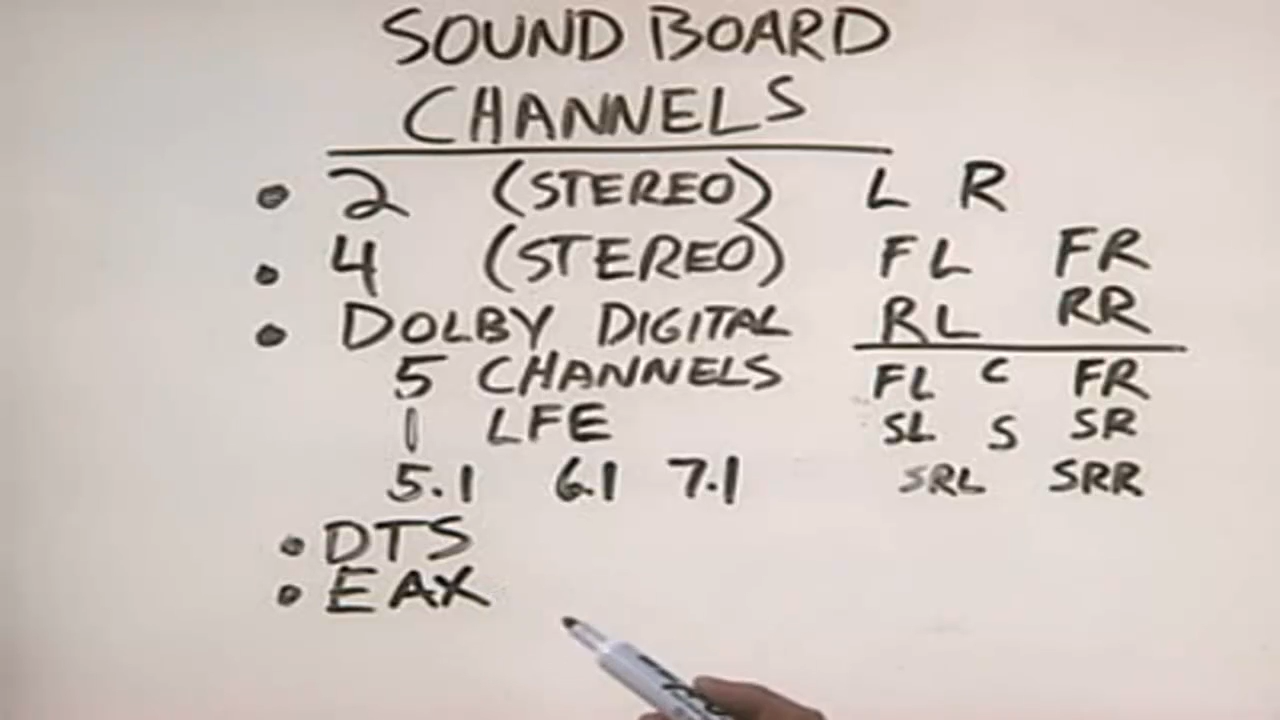 SOUND BOARD
CHANNELS
• 2 (STEREO) L R
• 4 (STEREO) FL FR
RL RR
• DOLBY DIGITAL
5 CHANNELS FL C FR
1 LFE SL S SR
5.1 6.1 7.1 SRL SRR
• DTS
• EAX